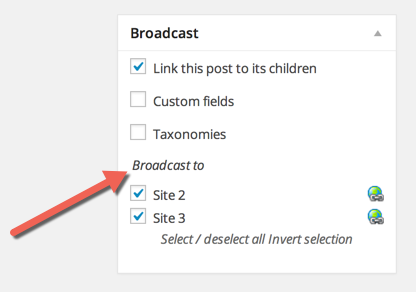 Broadcast
Link this post to its children
Custom fields
Taxonomies
Broadcast to
Site 2
Site 3
Select / deselect all Invert selection